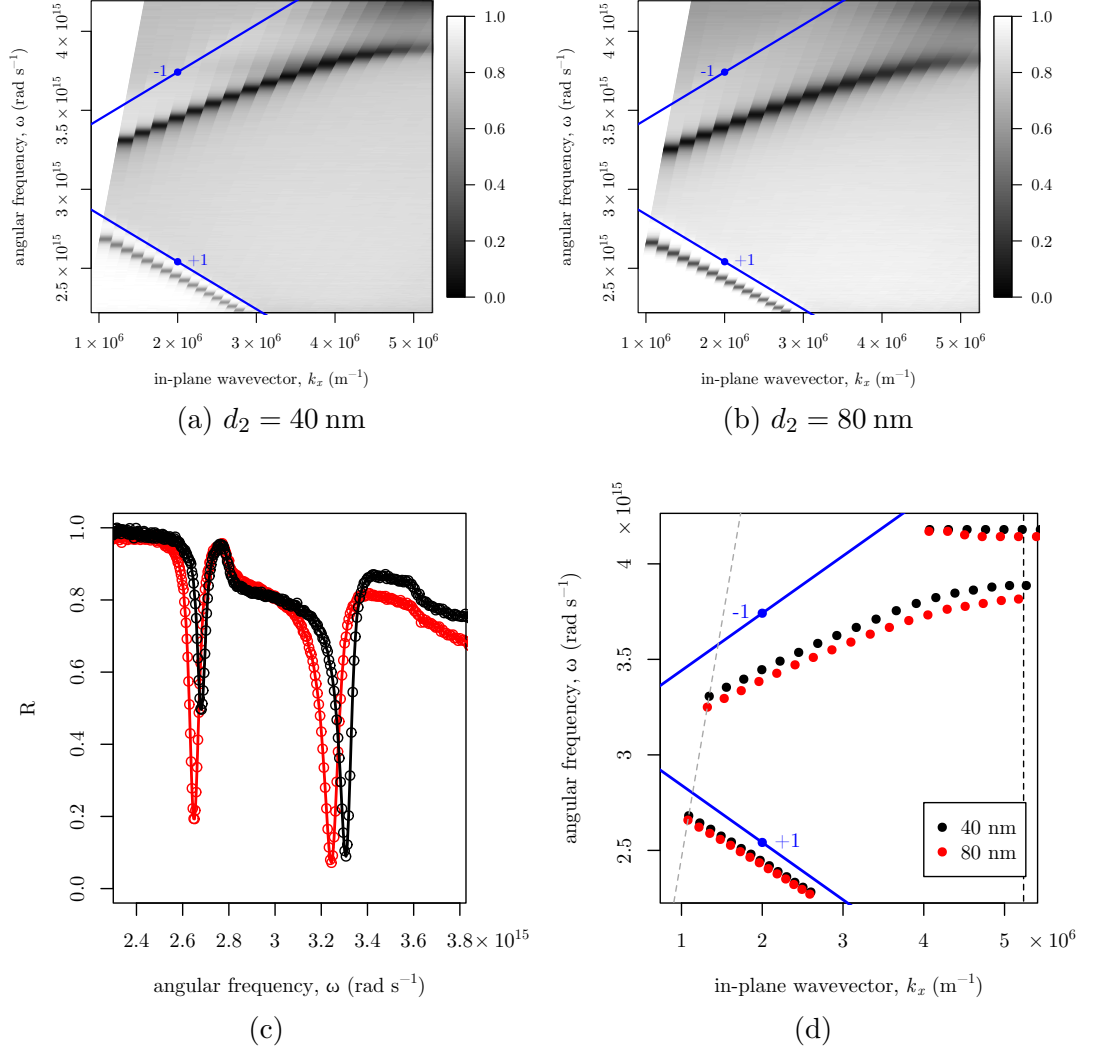 angular frequency, ω (rad s⁻¹)
4 × 10¹⁵
3.5 × 10¹⁵
3 × 10¹⁵
2.5 × 10¹⁵
-1
+1
1.0
0.8
0.6
0.4
0.2
0.0
1 × 10⁶ 2 × 10⁶ 3 × 10⁶ 4 × 10⁶ 5 × 10⁶
in-plane wavevector, kₓ (m⁻¹)
(a) d₂ = 40 nm
angular frequency, ω (rad s⁻¹)
4 × 10¹⁵
3.5 × 10¹⁵
3 × 10¹⁵
2.5 × 10¹⁵
-1
+1
1.0
0.8
0.6
0.4
0.2
0.0
1 × 10⁶ 2 × 10⁶ 3 × 10⁶ 4 × 10⁶ 5 × 10⁶
in-plane wavevector, kₓ (m⁻¹)
(b) d₂ = 80 nm
R
1.0
0.8
0.6
0.4
0.2
0.0
2.4 2.6 2.8 3 3.2 3.4 3.6 3.8 × 10¹⁵
angular frequency, ω (rad s⁻¹)
(c)
angular frequency, ω (rad s⁻¹)
× 10¹⁵
4
3.5
3
2.5
-1
+1
40 nm
80 nm
1 2 3 4 5 × 10⁶
in-plane wavevector, kₓ (m⁻¹)
(d)